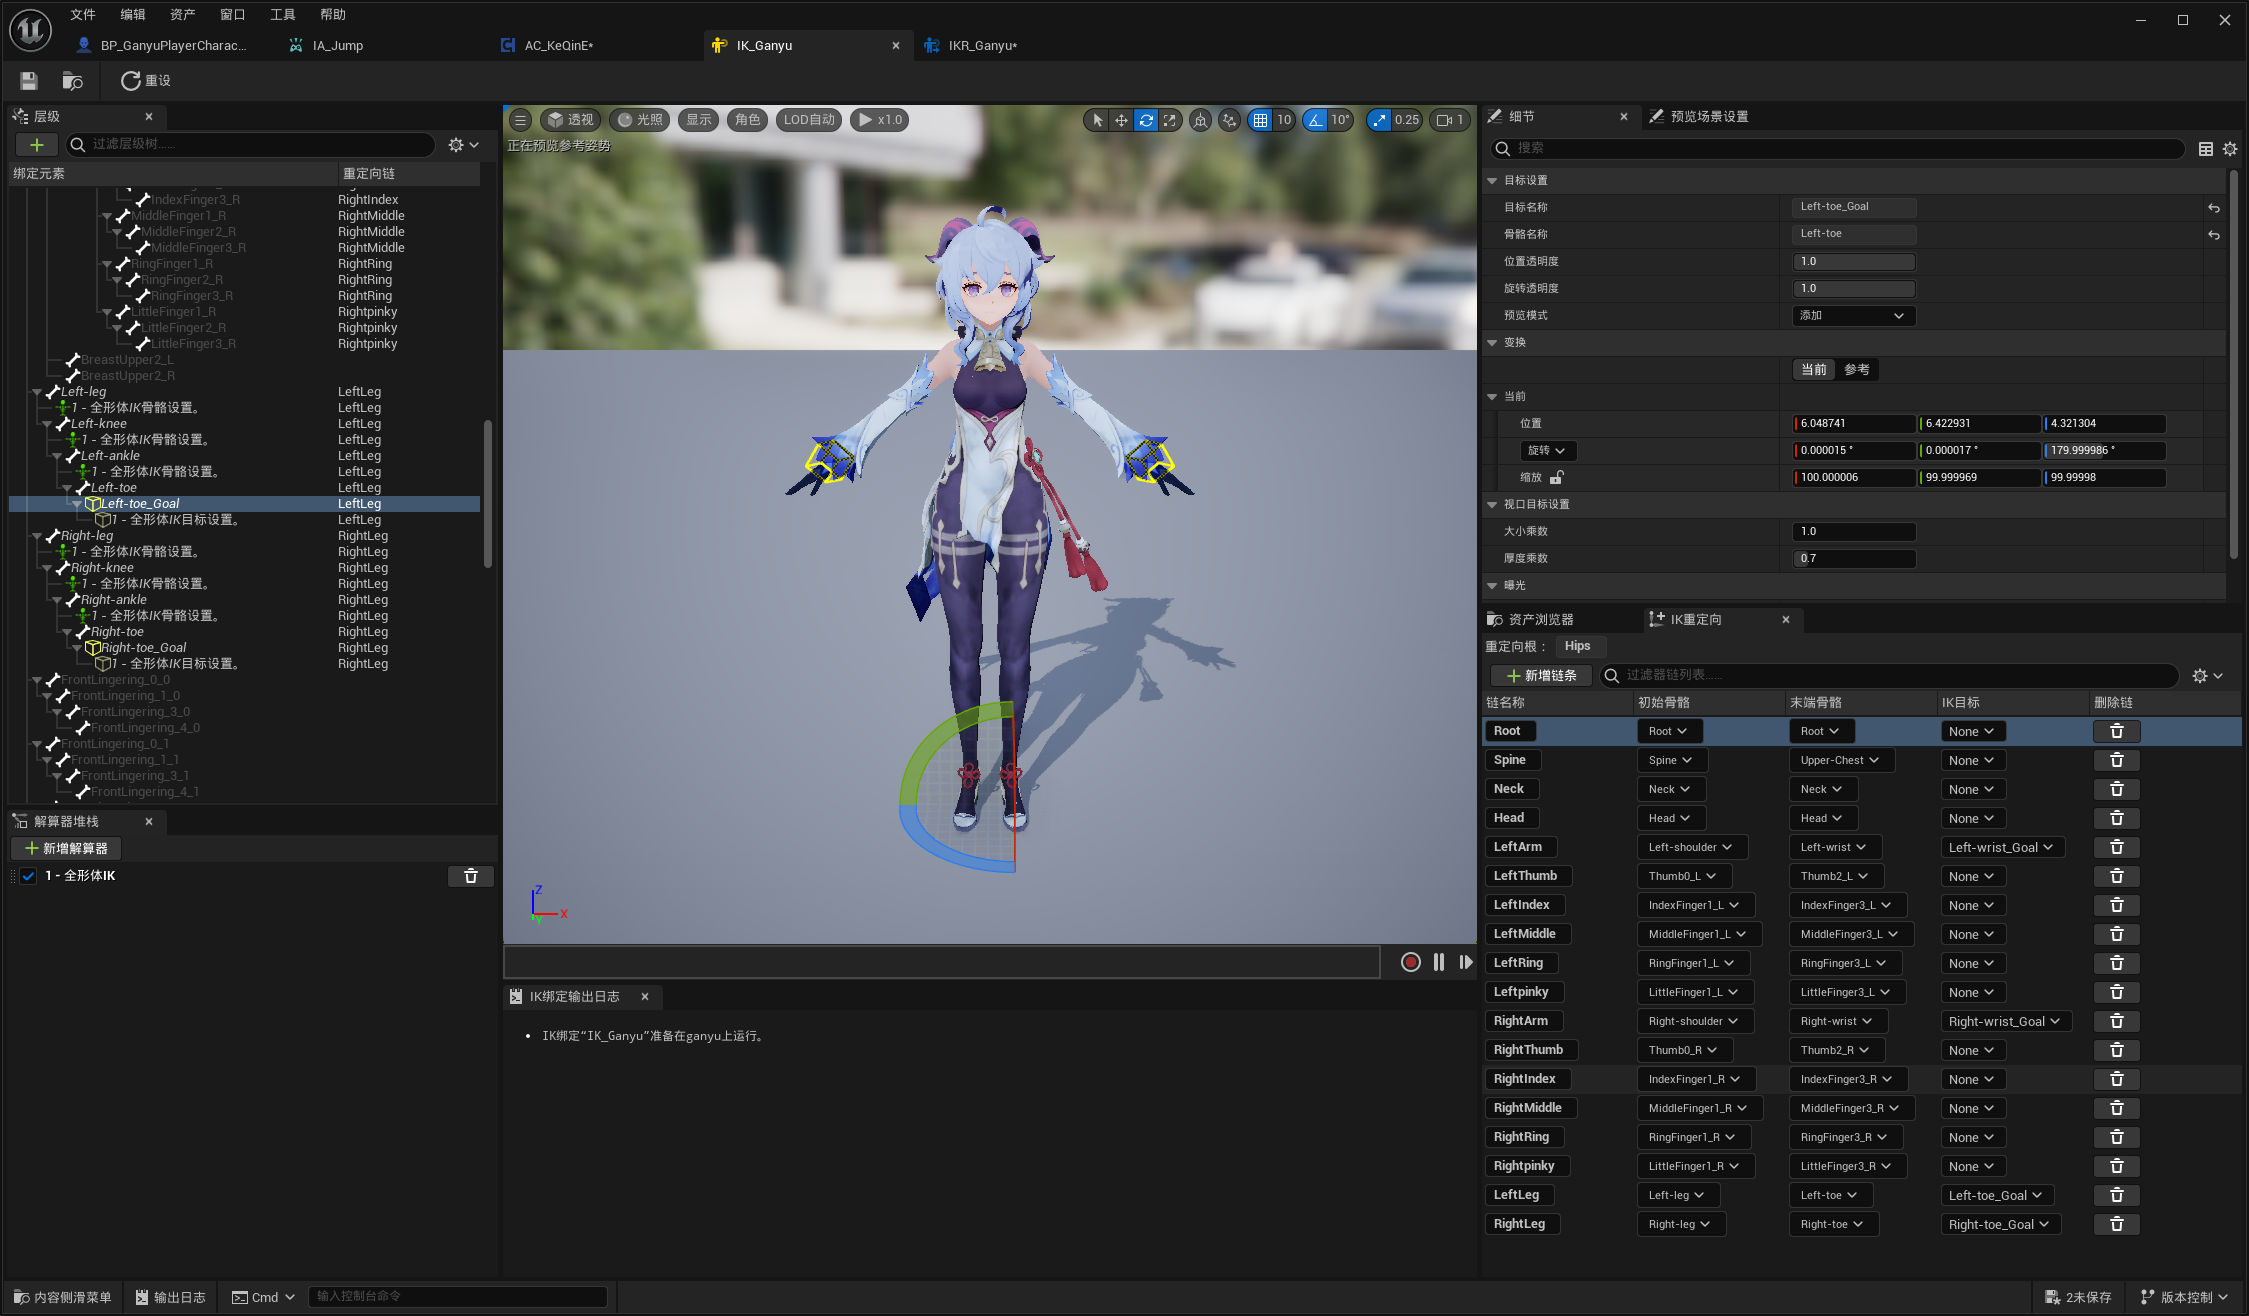 文件 编辑 资产 窗口 工具 帮助
BP_GanyuPlayerCharac... IA_Jump AC_KeQinE* IK_Ganyu IKR_Ganyu*
重设
层级
过滤层级树......
绑定元素 重定向链
IndexFinger3_R RightIndex
MiddleFinger1_R RightMiddle
MiddleFinger2_R RightMiddle
MiddleFinger3_R RightMiddle
RingFinger1_R RightRing
RingFinger2_R RightRing
RingFinger3_R RightRing
LittleFinger1_R Rightpinky
LittleFinger2_R Rightpinky
LittleFinger3_R Rightpinky
BreastUpper2_L
BreastUpper2_R
Left-leg LeftLeg
1 - 全形体IK骨骼设置。 LeftLeg
Left-knee LeftLeg
1 - 全形体IK骨骼设置。 LeftLeg
Left-ankle LeftLeg
1 - 全形体IK骨骼设置。 LeftLeg
Left-toe LeftLeg
Left-toe_Goal LeftLeg
1 - 全形体IK目标设置。 LeftLeg
Right-leg RightLeg
1 - 全形体IK骨骼设置。 RightLeg
Right-knee RightLeg
1 - 全形体IK骨骼设置。 RightLeg
Right-ankle RightLeg
1 - 全形体IK骨骼设置。 RightLeg
Right-toe RightLeg
Right-toe_Goal RightLeg
1 - 全形体IK目标设置。 RightLeg
FrontLingering_0_0
FrontLingering_1_0
FrontLingering_3_0
FrontLingering_4_0
FrontLingering_0_1
FrontLingering_1_1
FrontLingering_3_1
FrontLingering_4_1
解算器堆栈
新增解算器
1 - 全形体IK
透视 光照 显示 角色 LOD自动 x1.0 10 10° 0.25 1
正在预览参考姿势
Z
X
IK绑定输出日志
• IK绑定“IK_Ganyu”准备在ganyu上运行。
细节 预览场景设置
搜索
目标设置
目标名称 Left-toe_Goal
骨骼名称 Left-toe
位置透明度 1.0
旋转透明度 1.0
预览模式 添加
变换
当前 参考
当前
位置 6.048741 6.422931 4.321304
旋转 0.000015 ° 0.000017 ° 179.999986 °
缩放 100.000006 99.999969 99.99998
视口目标设置
大小乘数 1.0
厚度乘数 0.7
曝光
资产浏览器 IK重定向
重定向根： Hips
新增链条 过滤器链列表......
链名称 初始骨骼 末端骨骼 IK目标 删除链
Root Root Root None
Spine Spine Upper-Chest None
Neck Neck Neck None
Head Head Head None
LeftArm Left-shoulder Left-wrist Left-wrist_Goal
LeftThumb Thumb0_L Thumb2_L None
LeftIndex IndexFinger1_L IndexFinger3_L None
LeftMiddle MiddleFinger1_L MiddleFinger3_L None
LeftRing RingFinger1_L RingFinger3_L None
Leftpinky LittleFinger1_L LittleFinger3_L None
RightArm Right-shoulder Right-wrist Right-wrist_Goal
RightThumb Thumb0_R Thumb2_R None
RightIndex IndexFinger1_R IndexFinger3_R None
RightMiddle MiddleFinger1_R MiddleFinger3_R None
RightRing RingFinger1_R RingFinger3_R None
Rightpinky LittleFinger1_R LittleFinger3_R None
LeftLeg Left-leg Left-toe Left-toe_Goal
RightLeg Right-leg Right-toe Right-toe_Goal
内容侧滑菜单 输出日志 Cmd 输入控制台命令 2未保存 版本控制